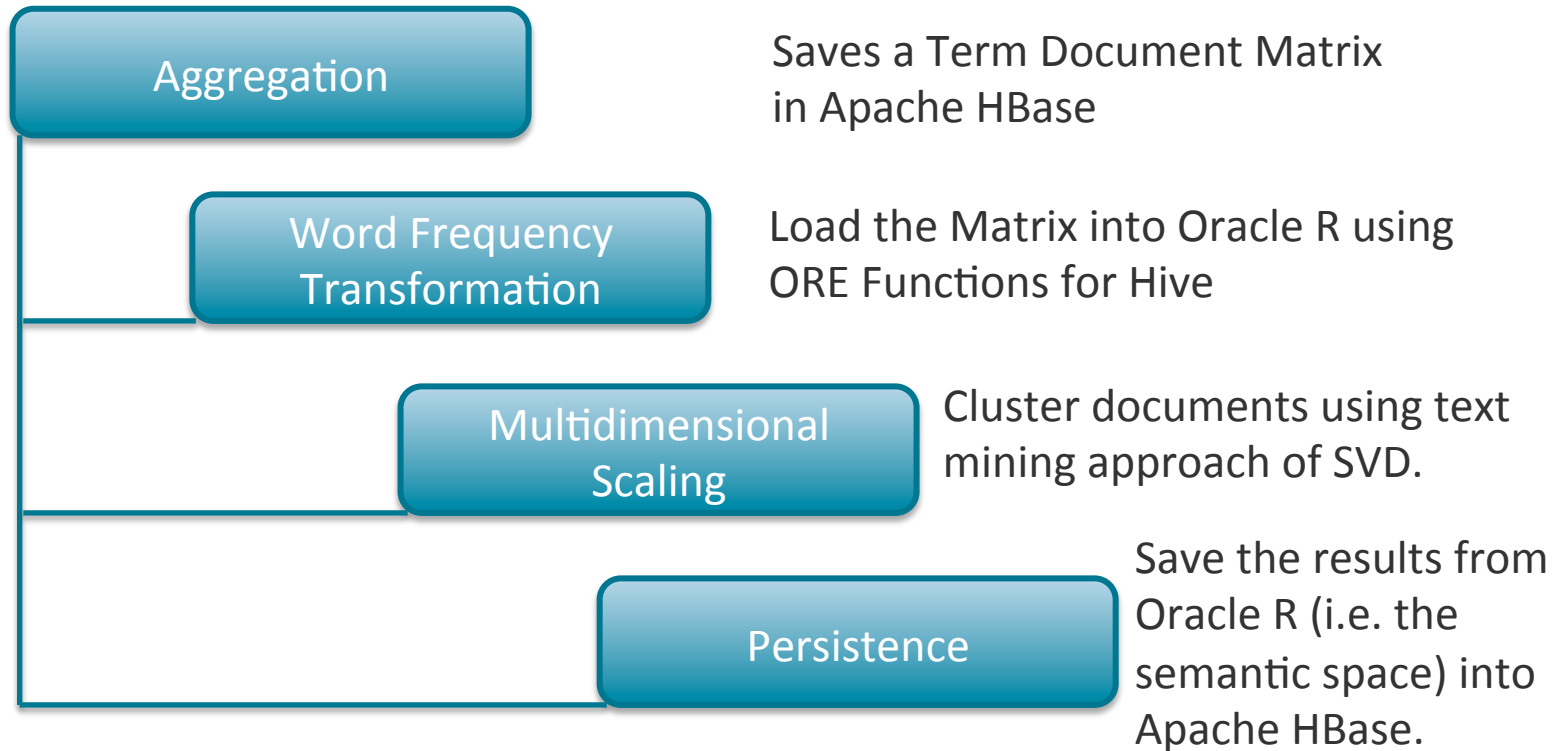 Aggregation
Saves a Term Document Matrix
in Apache HBase
Word Frequency
Transformation
Load the Matrix into Oracle R using
ORE Functions for Hive
Multidimensional
Scaling
Cluster documents using text
mining approach of SVD.
Persistence
Save the results from
Oracle R (i.e. the
semantic space) into
Apache HBase.